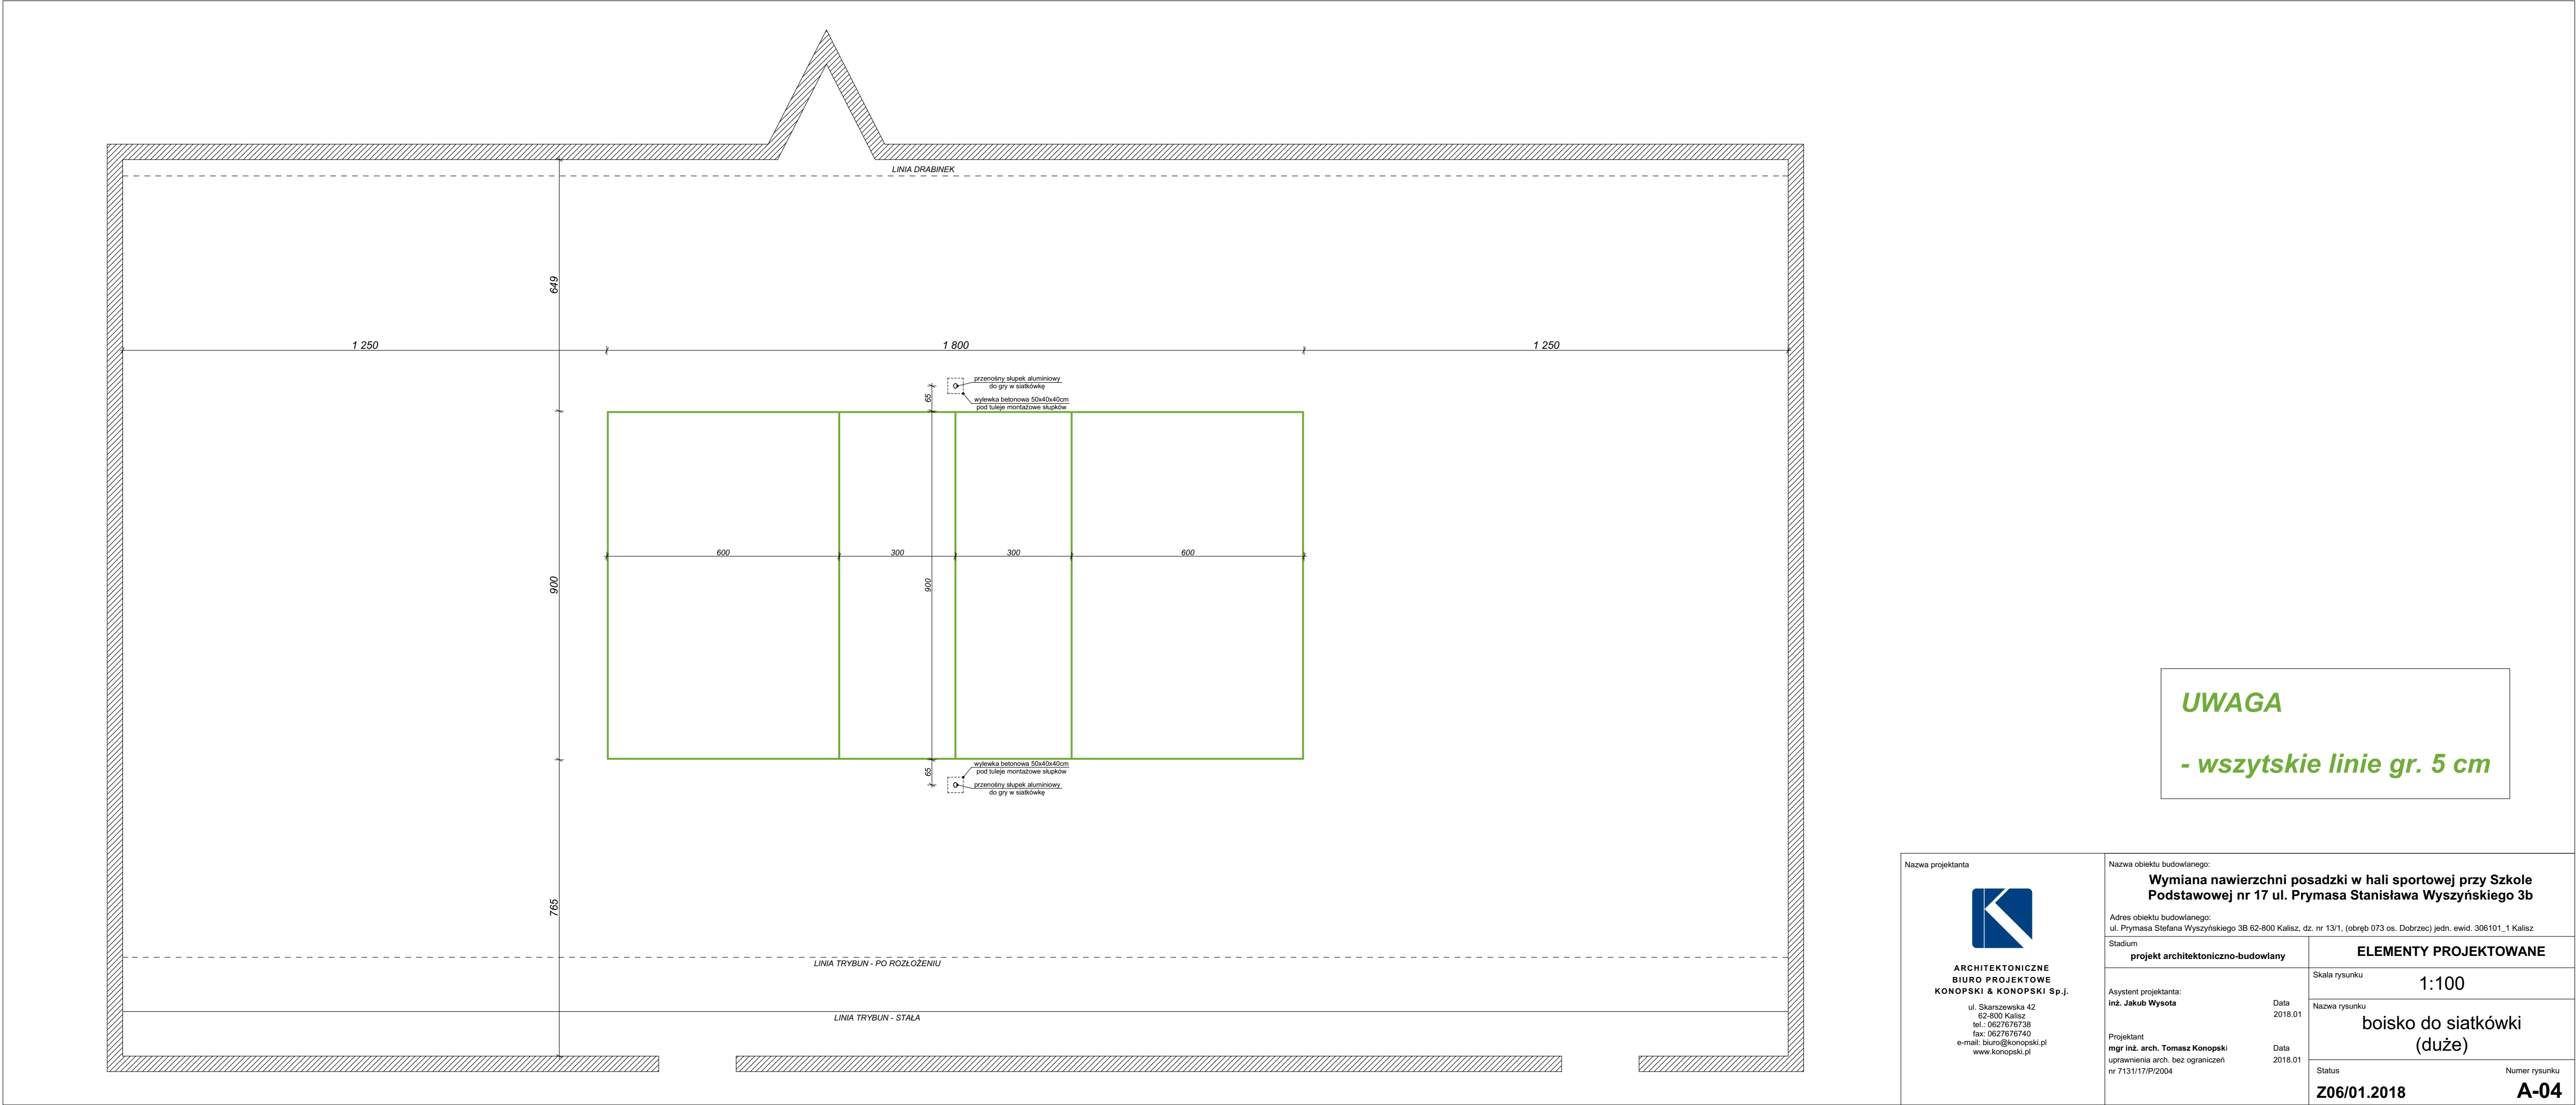 LINIA DRABINEK
649
1 250
1 800
1 250
przenośny słupek aluminiowy
do gry w siatkówkę
65
wylewka betonowa 50x40x40cm
pod tuleje montażowe słupków
600
300
300
600
900
900
wylewka betonowa 50x40x40cm
pod tuleje montażowe słupków
65
przenośny słupek aluminiowy
do gry w siatkówkę
765
LINIA TRYBUN - PO ROZŁOŻENIU
LINIA TRYBUN - STAŁA
UWAGA
- wszytskie linie gr. 5 cm
Nazwa projektanta
ARCHITEKTONICZNE
BIURO PROJEKTOWE
KONOPSKI & KONOPSKI Sp.j.
ul. Skarszewska 42
62-800 Kalisz
tel.: 0627676738
fax: 0627676740
e-mail: biuro@konopski.pl
www.konopski.pl
Nazwa obiektu budowlanego:
Wymiana nawierzchni posadzki w hali sportowej przy Szkole
Podstawowej nr 17 ul. Prymasa Stanisława Wyszyńskiego 3b
Adres obiektu budowlanego:
ul. Prymasa Stefana Wyszyńskiego 3B 62-800 Kalisz, dz. nr 13/1, (obręb 073 os. Dobrzec) jedn. ewid. 306101_1 Kalisz
Stadium
projekt architektoniczno-budowlany
ELEMENTY PROJEKTOWANE
Asystent projektanta:
inż. Jakub Wysota
Data
2018.01
Projektant
mgr inż. arch. Tomasz Konopski
Data
uprawnienia arch. bez ograniczeń
2018.01
nr 7131/17/P/2004
Skala rysunku
1:100
Nazwa rysunku
boisko do siatkówki
(duże)
Status
Numer rysunku
Z06/01.2018
A-04